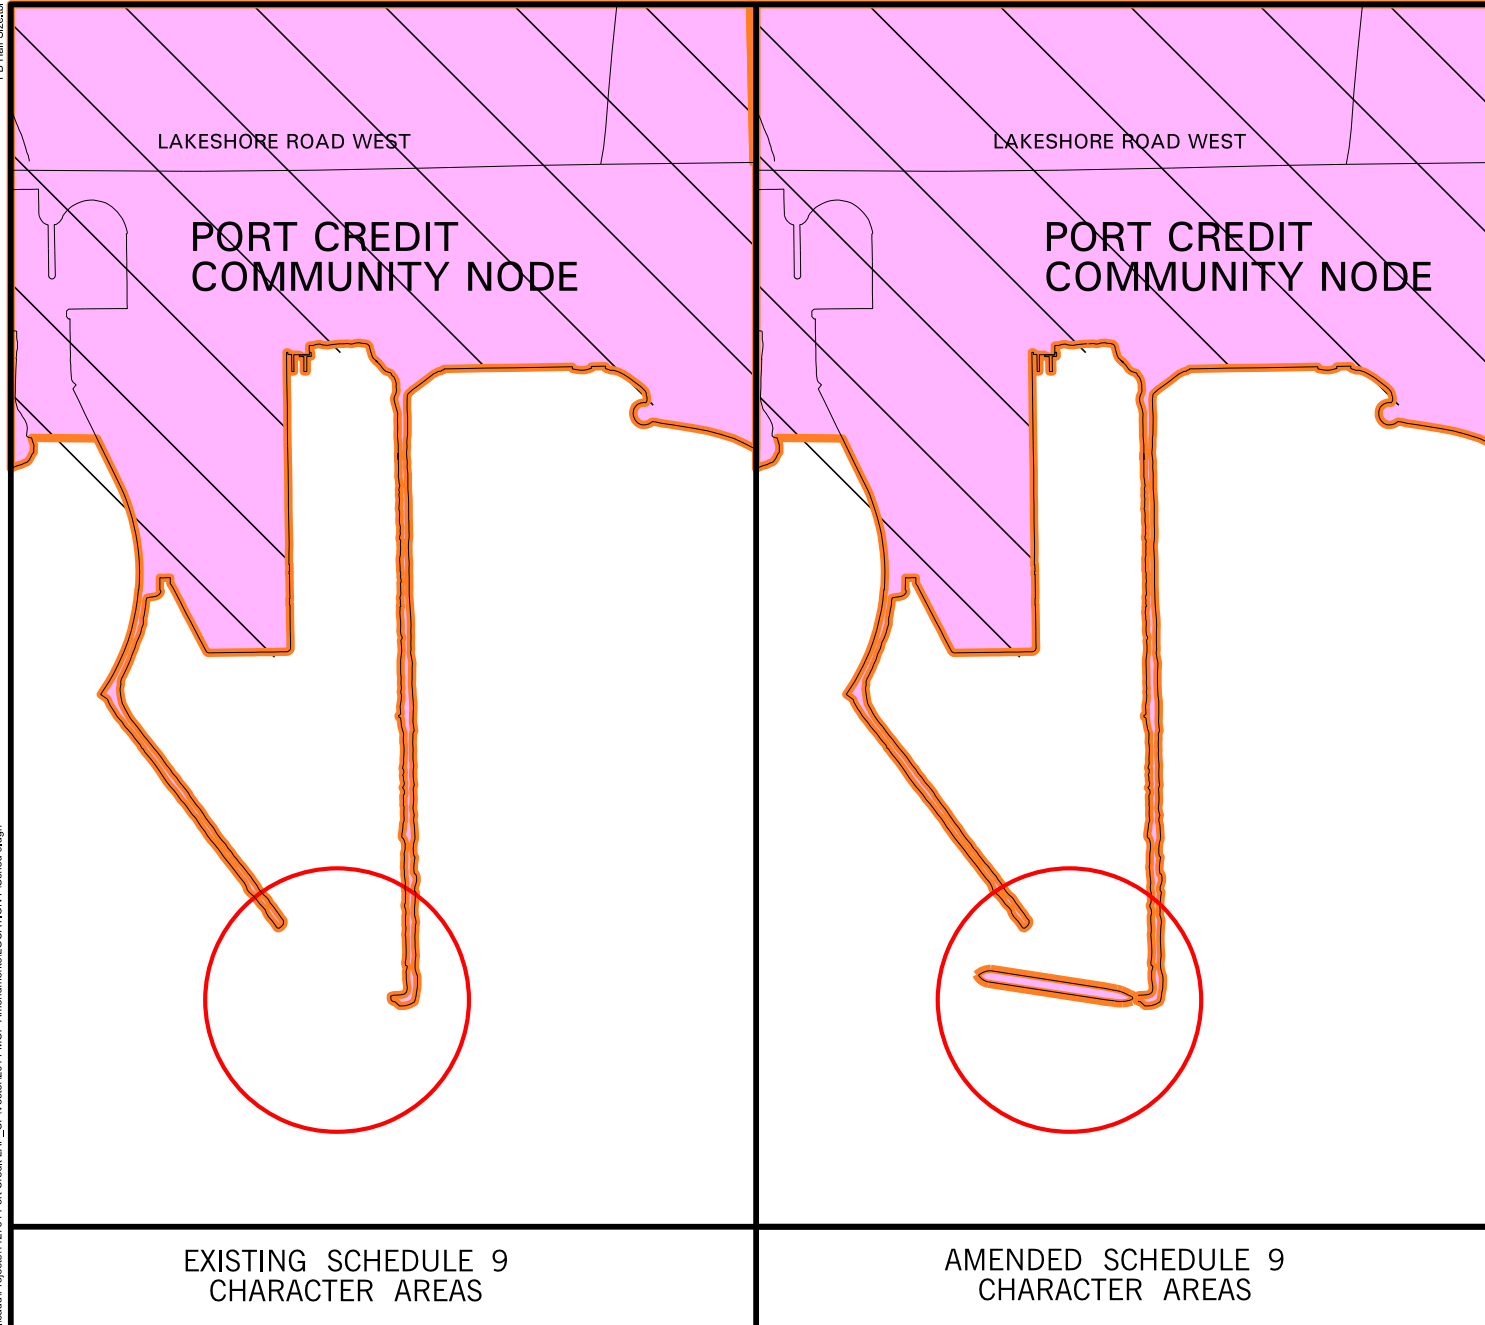 LAKESHORE ROAD WEST
PORT CREDIT
COMMUNITY NODE
EXISTING SCHEDULE 9
CHARACTER AREAS
LAKESHORE ROAD WEST
PORT CREDIT
COMMUNITY NODE
AMENDED SCHEDULE 9
CHARACTER AREAS